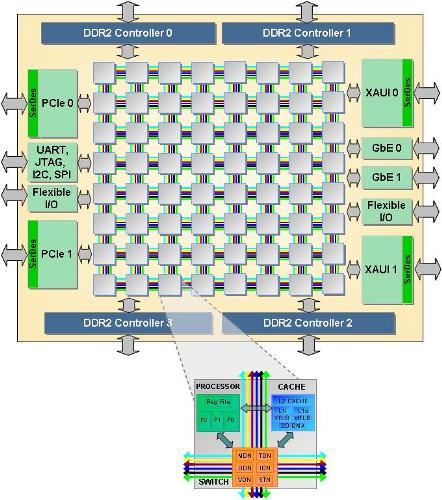 DDR2 Controller 0
DDR2 Controller 1
SerDes
PCIe 0
XAUI 0
SerDes
UART,
JTAG,
I2C, SPI
GbE 0
GbE 1
Flexible
I/O
Flexible
I/O
SerDes
PCIe 1
XAUI 1
SerDes
DDR2 Controller 3
DDR2 Controller 2
PROCESSOR
CACHE
Reg File
P2
P1
P0
L2 CACHE
L1I
L1D
ITLB
DTLB
2D DMA
MDN
TDN
UDN
IDN
VDN
STN
SWITCH